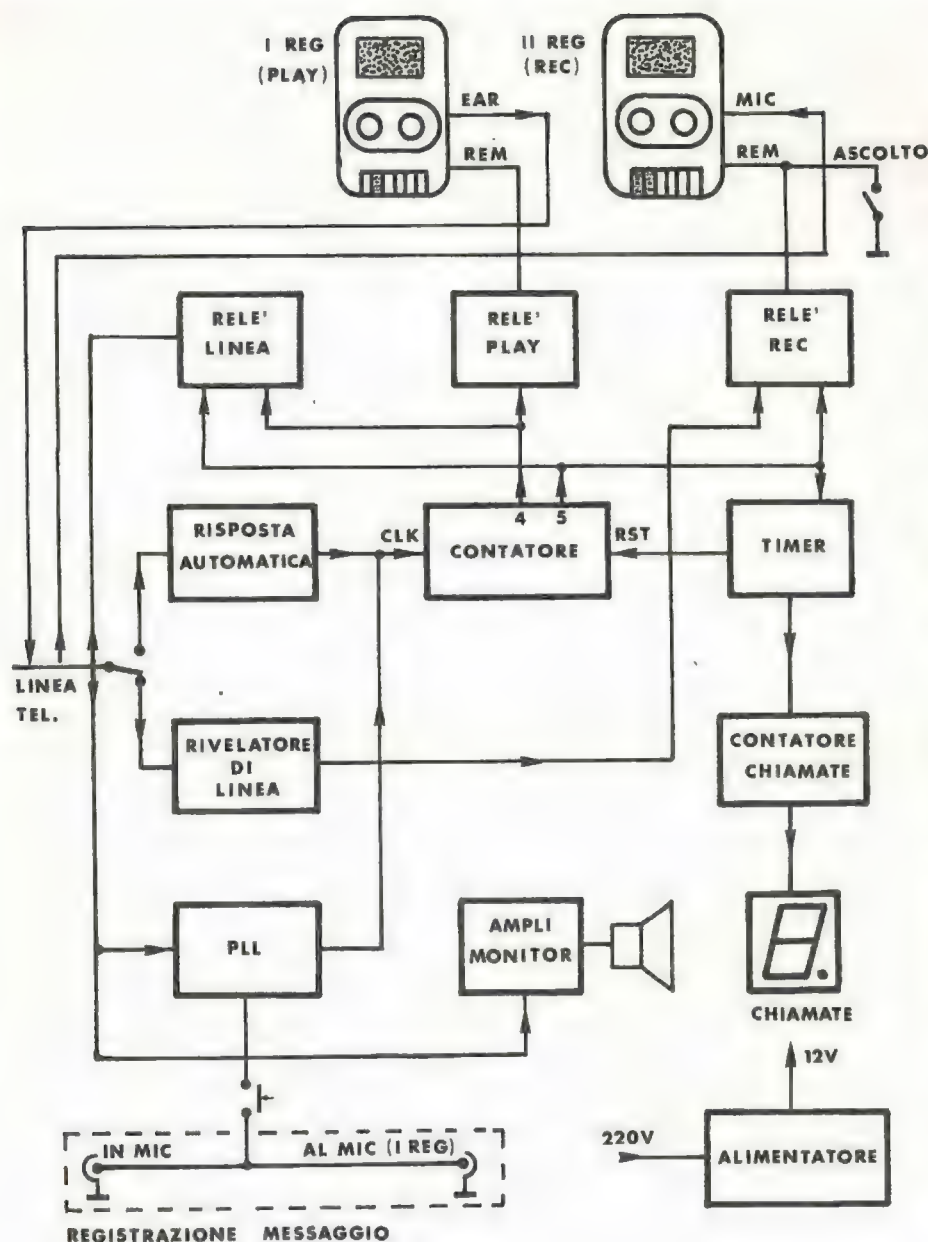 I REG
(PLAY)
II REG
(REC)
EAR
MIC
REM
REM
ASCOLTO
RELE'
LINEA
RELE'
PLAY
RELE'
REC
4 5
RISPOSTA
AUTOMATICA
CLK
CONTATORE
RST
TIMER
LINEA
TEL.
RIVELATORE
DI
LINEA
CONTATORE
CHIAMATE
PLL
AMPLI
MONITOR
CHIAMATE
12V
IN MIC
AL MIC (I REG)
220V
ALIMENTATORE
REGISTRAZIONE MESSAGGIO